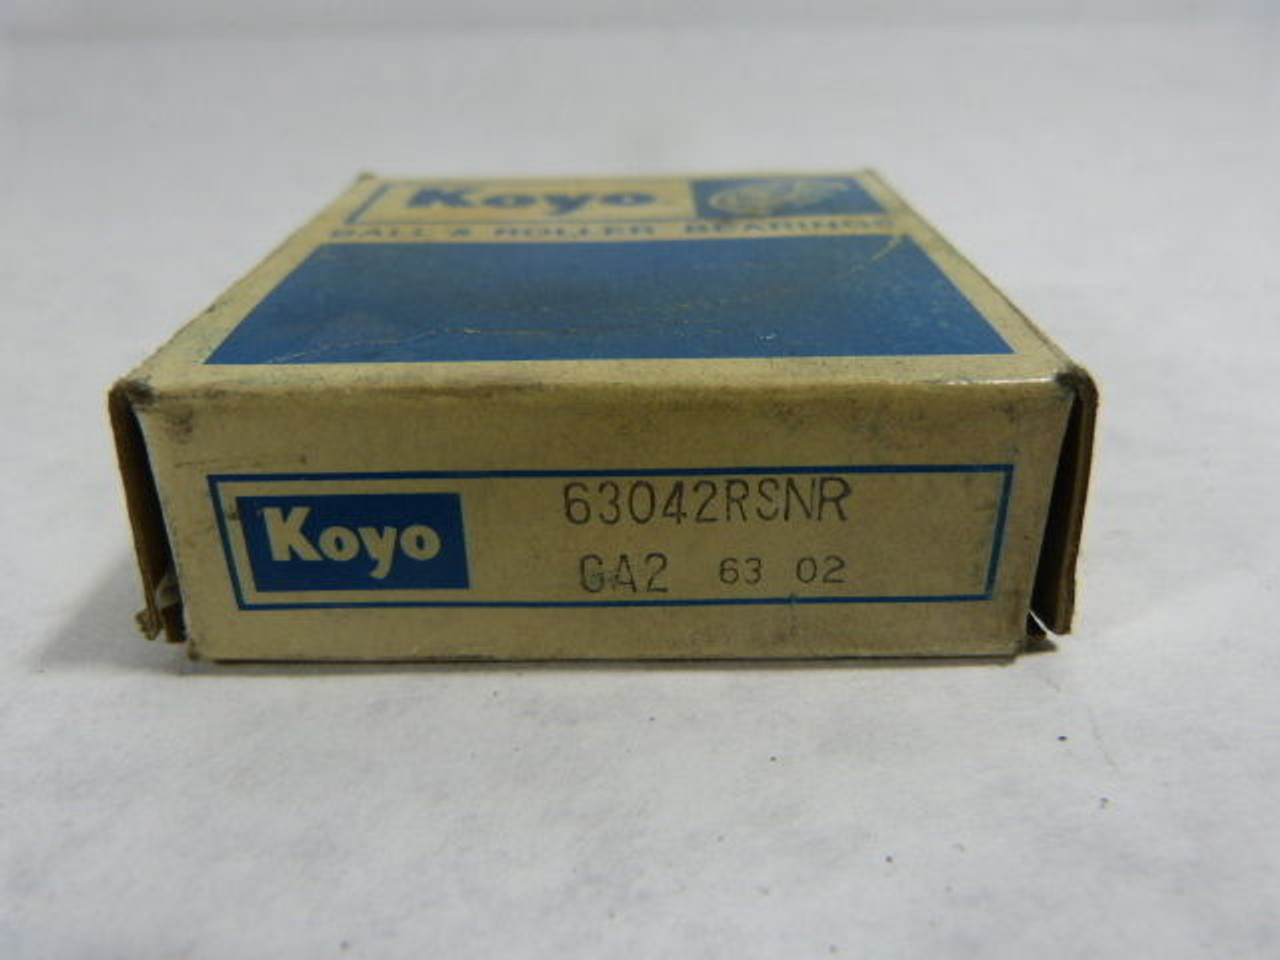 Koyo
BALL & ROLLER BEARINGS
Koyo
63042RSNR
GA2 63 02